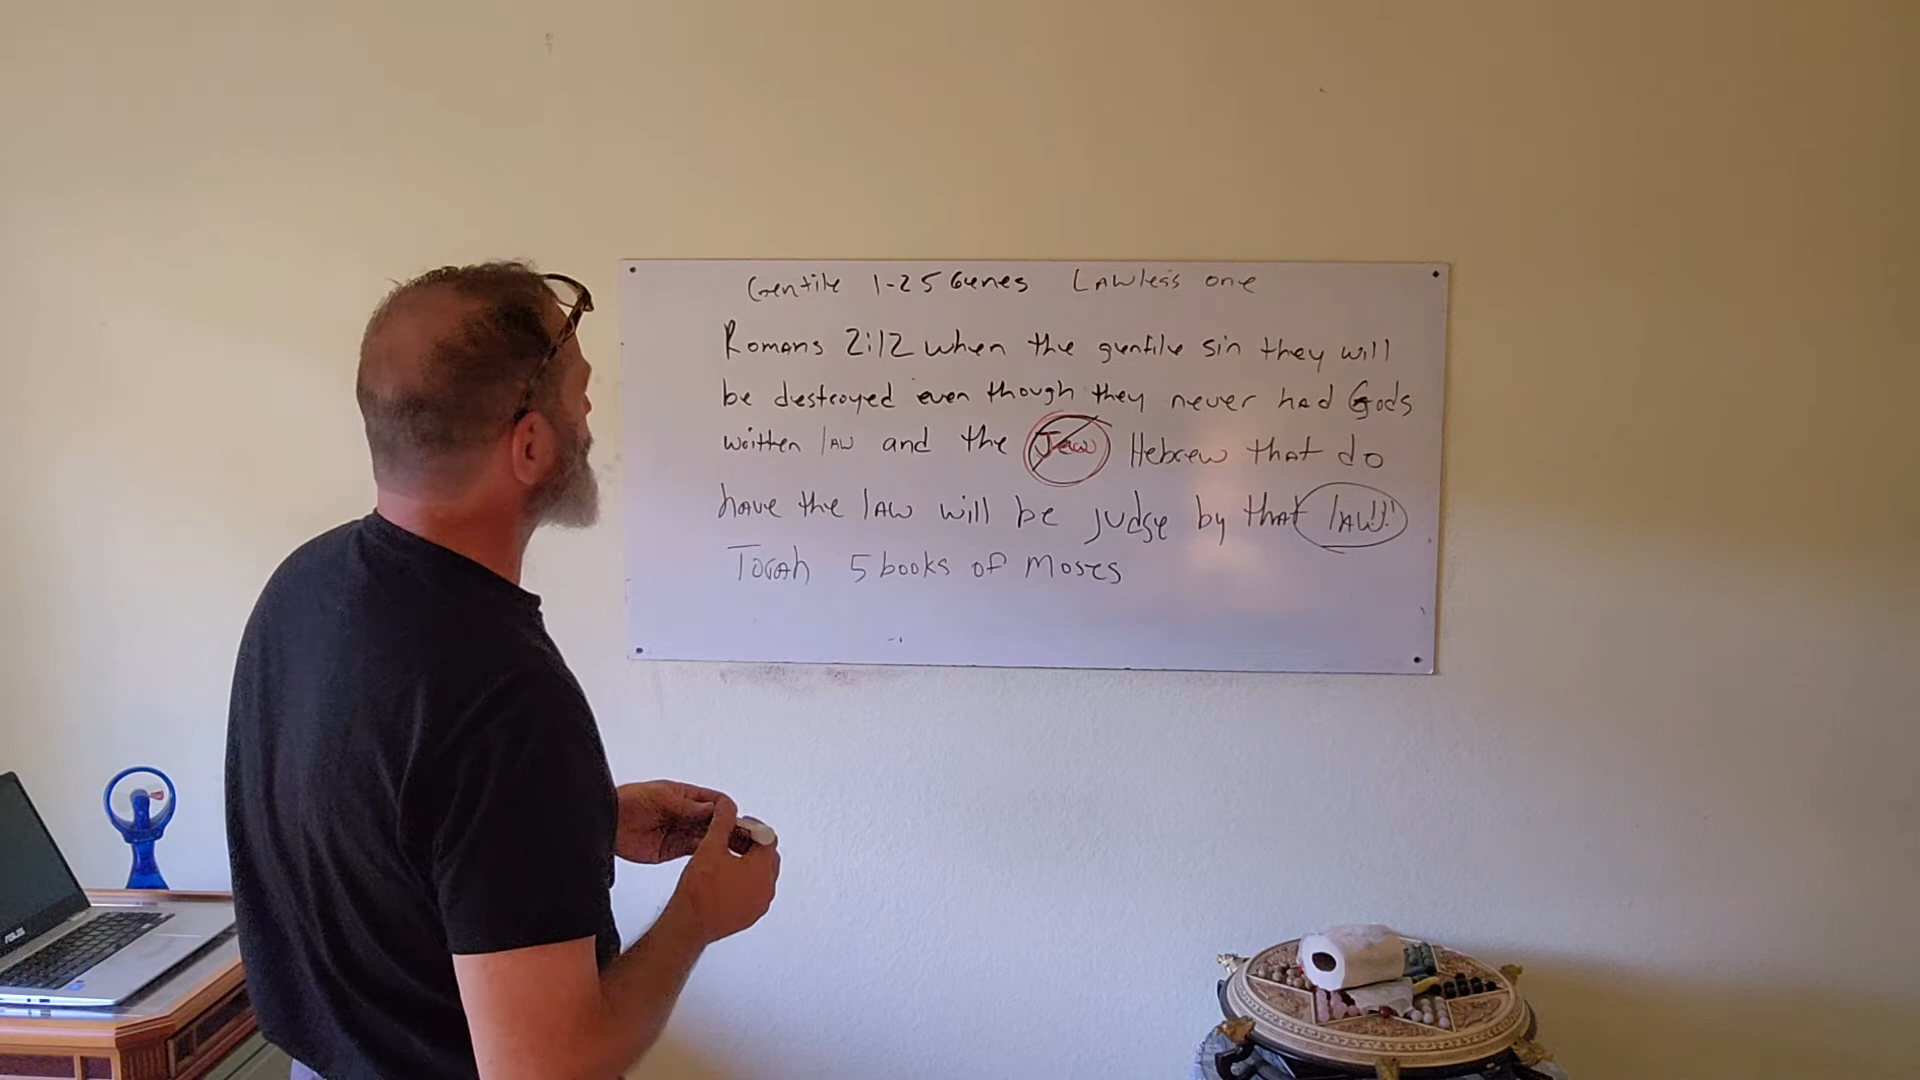 Gentile 1-25 Genes Lawless one
Romans 2:12 when the gentile sin they will
be destroyed even though they never had Gods
written law and the Jew Hebrew that do
have the law will be judge by that law!!
Torah 5 books of Moses
ASUS